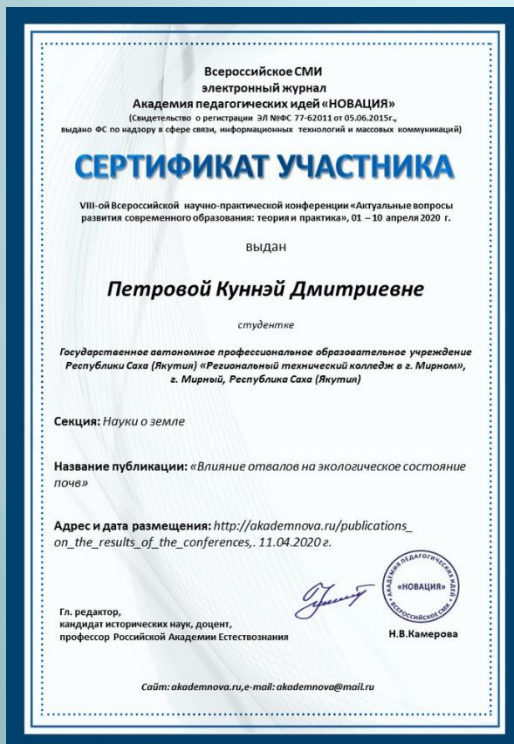 Всероссийское СМИ
электронный журнал
Академия педагогических идей «НОВАЦИЯ»
(Свидетельство о регистрации ЭЛ №ФС 77-62011 от 05.06.2015г.,
выдано ФС по надзору в сфере связи, информационных технологий и массовых коммуникаций)
СЕРТИФИКАТ УЧАСТНИКА
VIII-ой Всероссийской научно-практической конференции «Актуальные вопросы
развития современного образования: теория и практика», 01 – 10 апреля 2020 г.
выдан
Петровой Куннэй Дмитриевне
студентке
Государственное автономное профессиональное образовательное учреждение
Республики Саха (Якутия) «Региональный технический колледж в г. Мирном»,
г. Мирный, Республика Саха (Якутия)
Секция: Науки о земле
Название публикации: «Влияние отвалов на экологическое состояние
почв»
Адрес и дата размещения: http://akademnova.ru/publications_
on_the_results_of_the_conferences,. 11.04.2020 г.
Гл. редактор,
кандидат исторических наук, доцент,
профессор Российской Академии Естествознания
АКАДЕМИЯ ПЕДАГОГИЧЕСКИХ ИДЕЙ
«НОВАЦИЯ»
ВСЕРОССИЙСКОЕ СМИ
Н.В.Камерова
Сайт: akademnova.ru,e-mail: akademnova@mail.ru